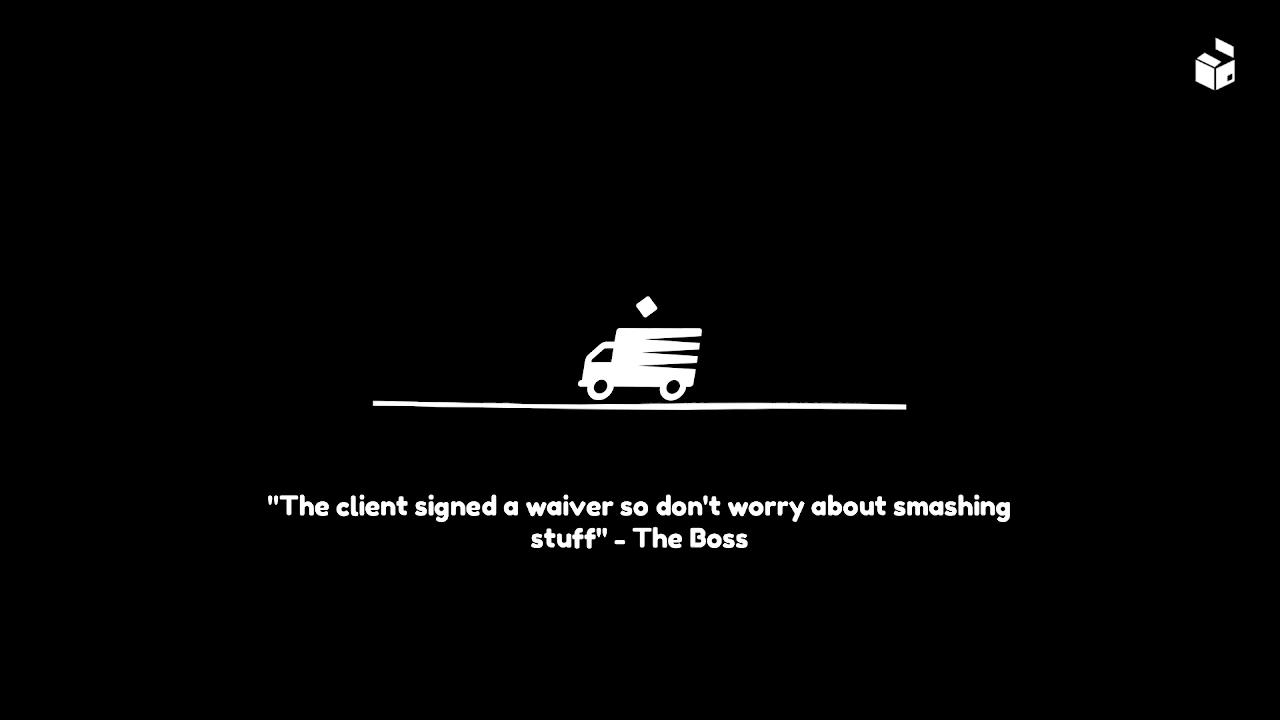 "The client signed a waiver so don't worry about smashing
stuff" - The Boss